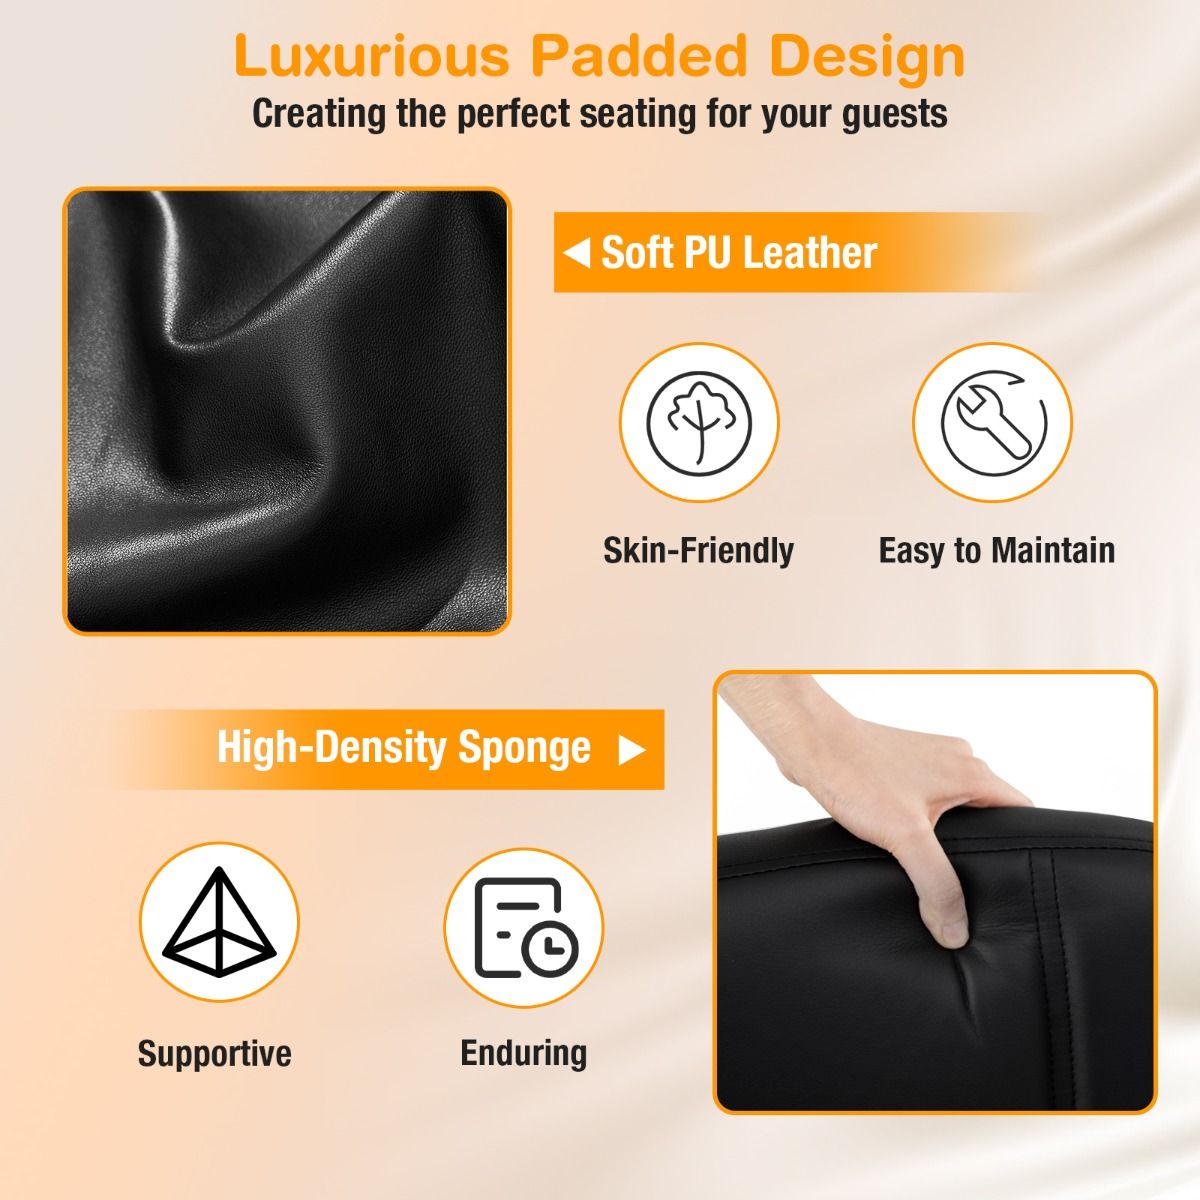 Luxurious Padded Design
Creating the perfect seating for your guests
Soft PU Leather
Skin-Friendly
Easy to Maintain
High-Density Sponge
Supportive
Enduring